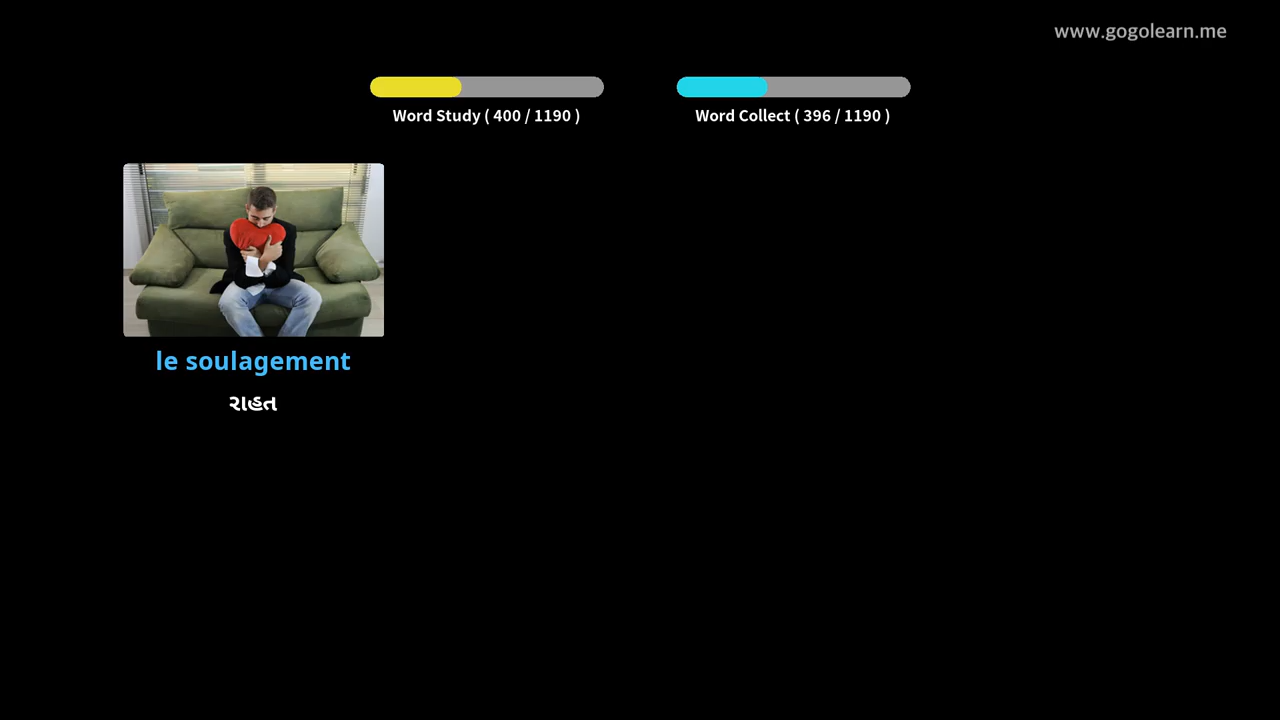 www.gogolearn.me
Word Study ( 400 / 1190 )
Word Collect ( 396 / 1190 )
le soulagement
રાહત